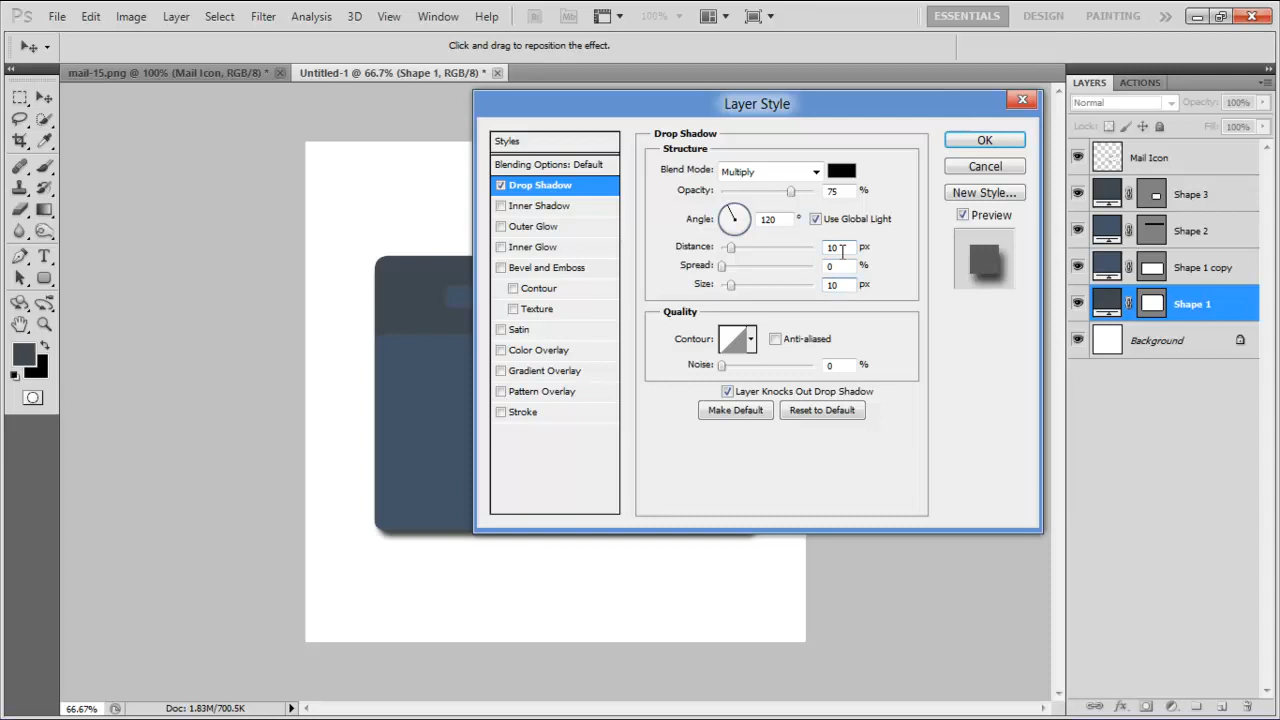 Ps File Edit Image Layer Select Filter Analysis 3D View Window Help Br Mb 100% ESSENTIALS DESIGN PAINTING
Click and drag to reposition the effect.
mail-15.png @ 100% (Mail Icon, RGB/8) * Untitled-1 @ 66.7% (Shape 1, RGB/8) *
LAYERS ACTIONS
Normal Opacity: 100%
Lock: Fill: 100%
Mail Icon
Shape 3
Shape 2
Shape 1 copy
Shape 1
Background
Layer Style
Styles
Blending Options: Default
Drop Shadow
Inner Shadow
Outer Glow
Inner Glow
Bevel and Emboss
Contour
Texture
Satin
Color Overlay
Gradient Overlay
Pattern Overlay
Stroke
Drop Shadow
Structure
Blend Mode: Multiply
Opacity: 75 %
Angle: 120 ° Use Global Light
Distance: 10 px
Spread: 0 %
Size: 10 px
Quality
Contour: Anti-aliased
Noise: 0 %
Layer Knocks Out Drop Shadow
Make Default Reset to Default
OK
Cancel
New Style...
Preview
66.67% Doc: 1.83M/700.5K